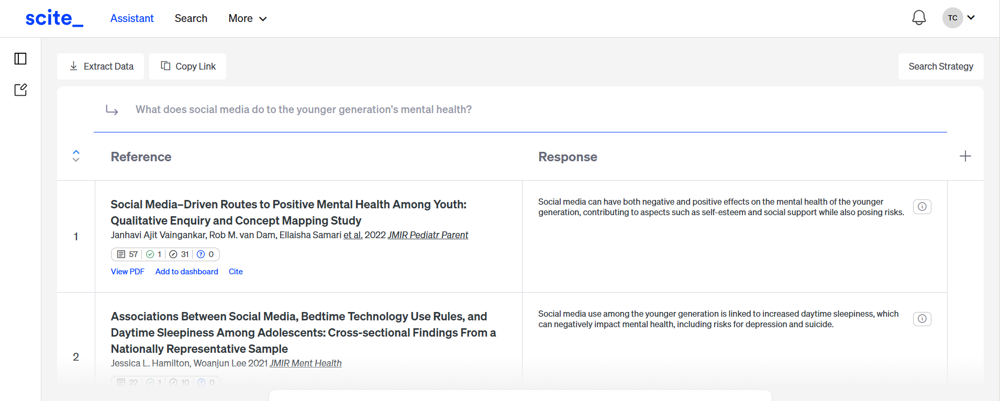 scite_
Assistant
Search
More
TC
Extract Data
Copy Link
Search Strategy
What does social media do to the younger generation's mental health?
Reference
Response
1
Social Media–Driven Routes to Positive Mental Health Among Youth:
Qualitative Enquiry and Concept Mapping Study
Janhavi Ajit Vaingankar, Rob M. van Dam, Ellaisha Samari et al. 2022 JMIR Pediatr Parent
57 1 31 0
View PDF Add to dashboard Cite
Social media can have both negative and positive effects on the mental health of the younger
generation, contributing to aspects such as self-esteem and social support while also posing risks.
2
Associations Between Social Media, Bedtime Technology Use Rules, and
Daytime Sleepiness Among Adolescents: Cross-sectional Findings From a
Nationally Representative Sample
Jessica L. Hamilton, Woanjun Lee 2021 JMIR Ment Health
22 1 10 0
Social media use among the younger generation is linked to increased daytime sleepiness, which
can negatively impact mental health, including risks for depression and suicide.